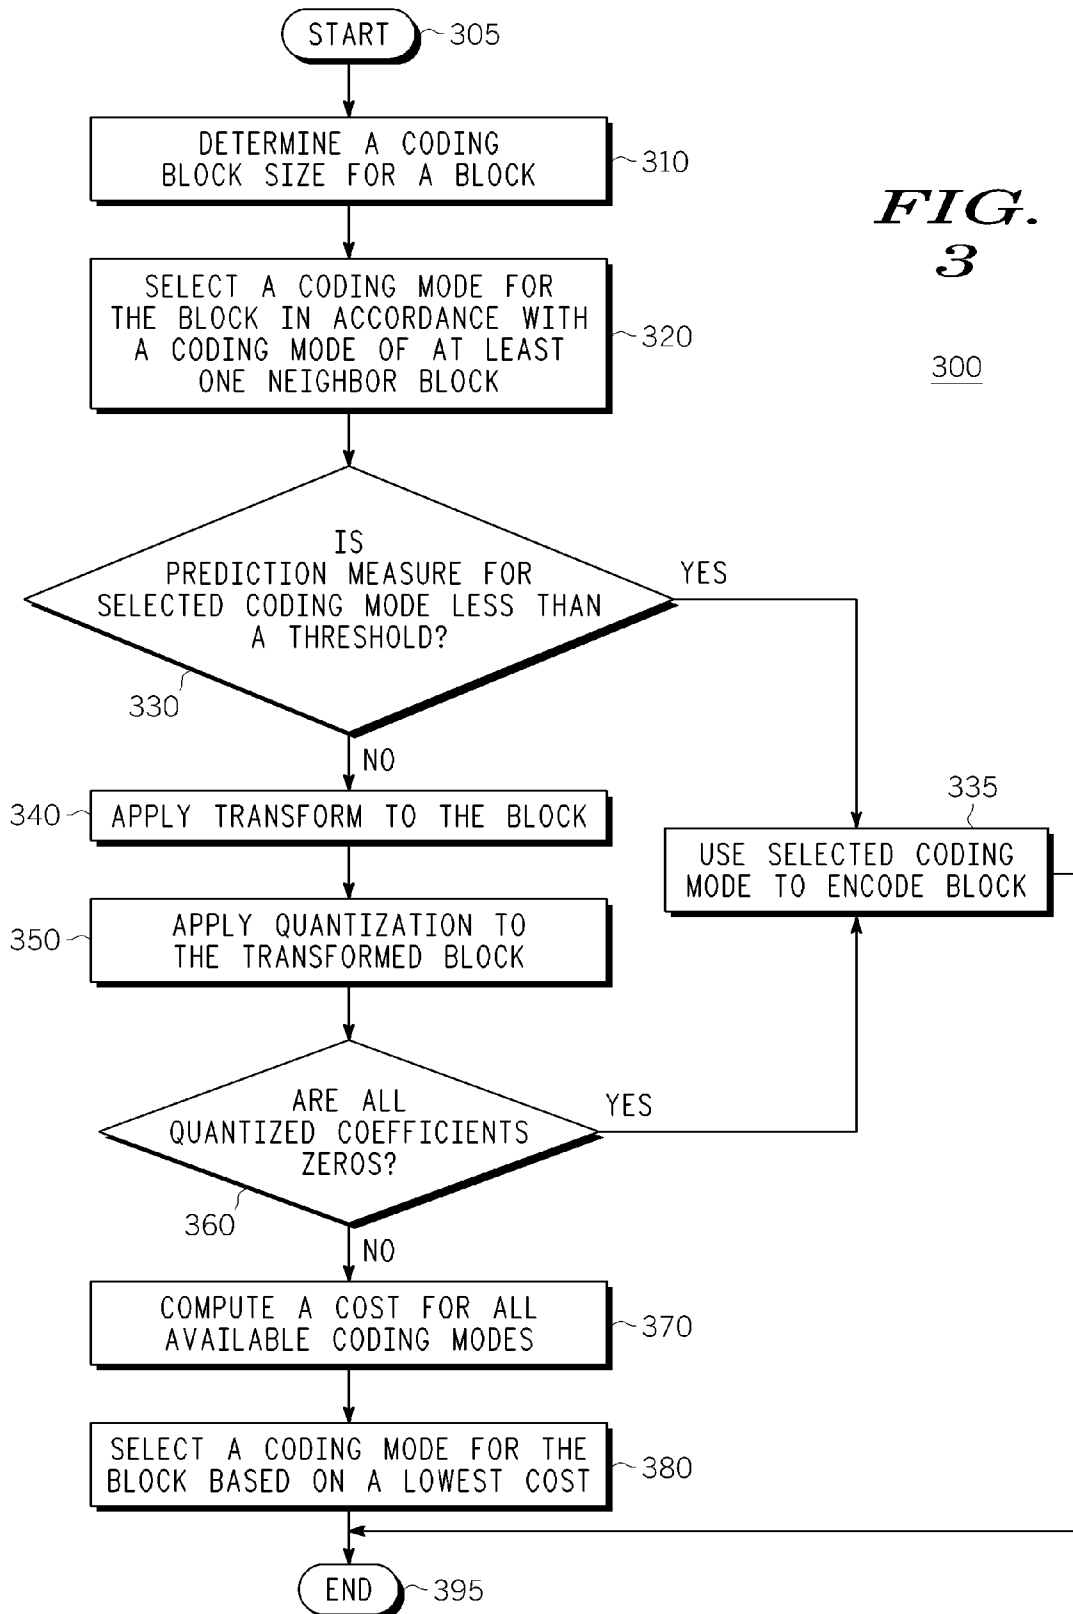 START
305
DETERMINE A CODING
BLOCK SIZE FOR A BLOCK
310
FIG.
3
300
SELECT A CODING MODE FOR
THE BLOCK IN ACCORDANCE WITH
A CODING MODE OF AT LEAST
ONE NEIGHBOR BLOCK
320
IS
PREDICTION MEASURE FOR
SELECTED CODING MODE LESS THAN
A THRESHOLD?
330
YES
NO
340
APPLY TRANSFORM TO THE BLOCK
335
USE SELECTED CODING
MODE TO ENCODE BLOCK
350
APPLY QUANTIZATION TO
THE TRANSFORMED BLOCK
ARE ALL
QUANTIZED COEFFICIENTS
ZEROS?
360
YES
NO
COMPUTE A COST FOR ALL
AVAILABLE CODING MODES
370
SELECT A CODING MODE FOR THE
BLOCK BASED ON A LOWEST COST
380
END
395